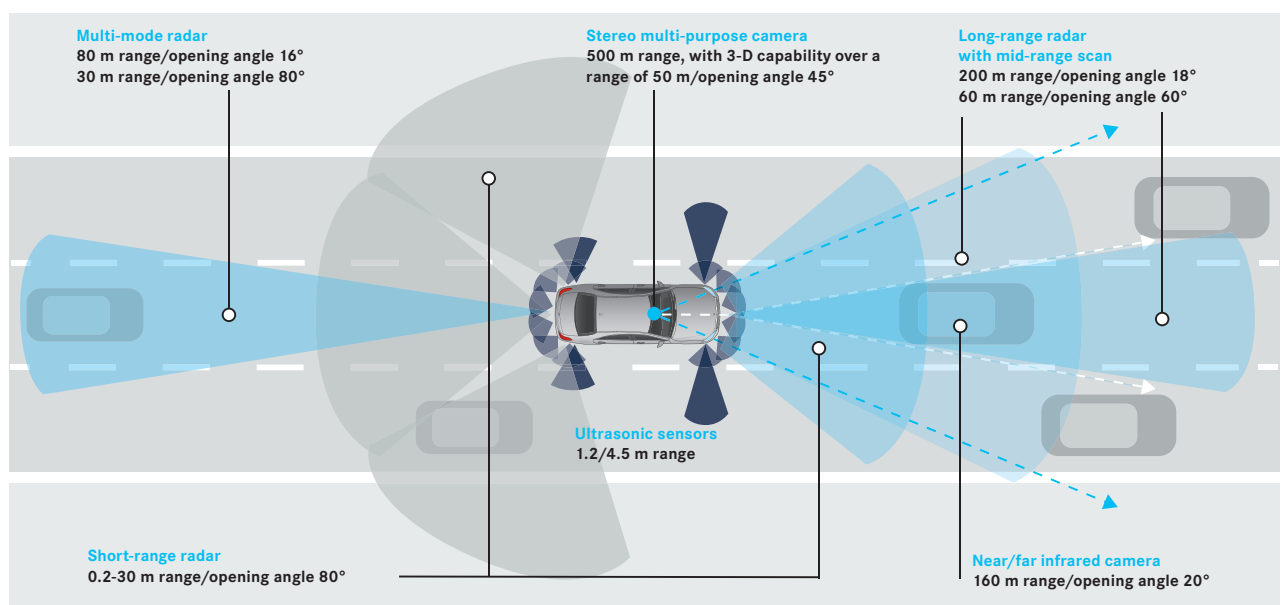 Multi-mode radar
80 m range/opening angle 16°
30 m range/opening angle 80°
Stereo multi-purpose camera
500 m range, with 3-D capability over a
range of 50 m/opening angle 45°
Long-range radar
with mid-range scan
200 m range/opening angle 18°
60 m range/opening angle 60°
Ultrasonic sensors
1.2/4.5 m range
Short-range radar
0.2-30 m range/opening angle 80°
Near/far infrared camera
160 m range/opening angle 20°